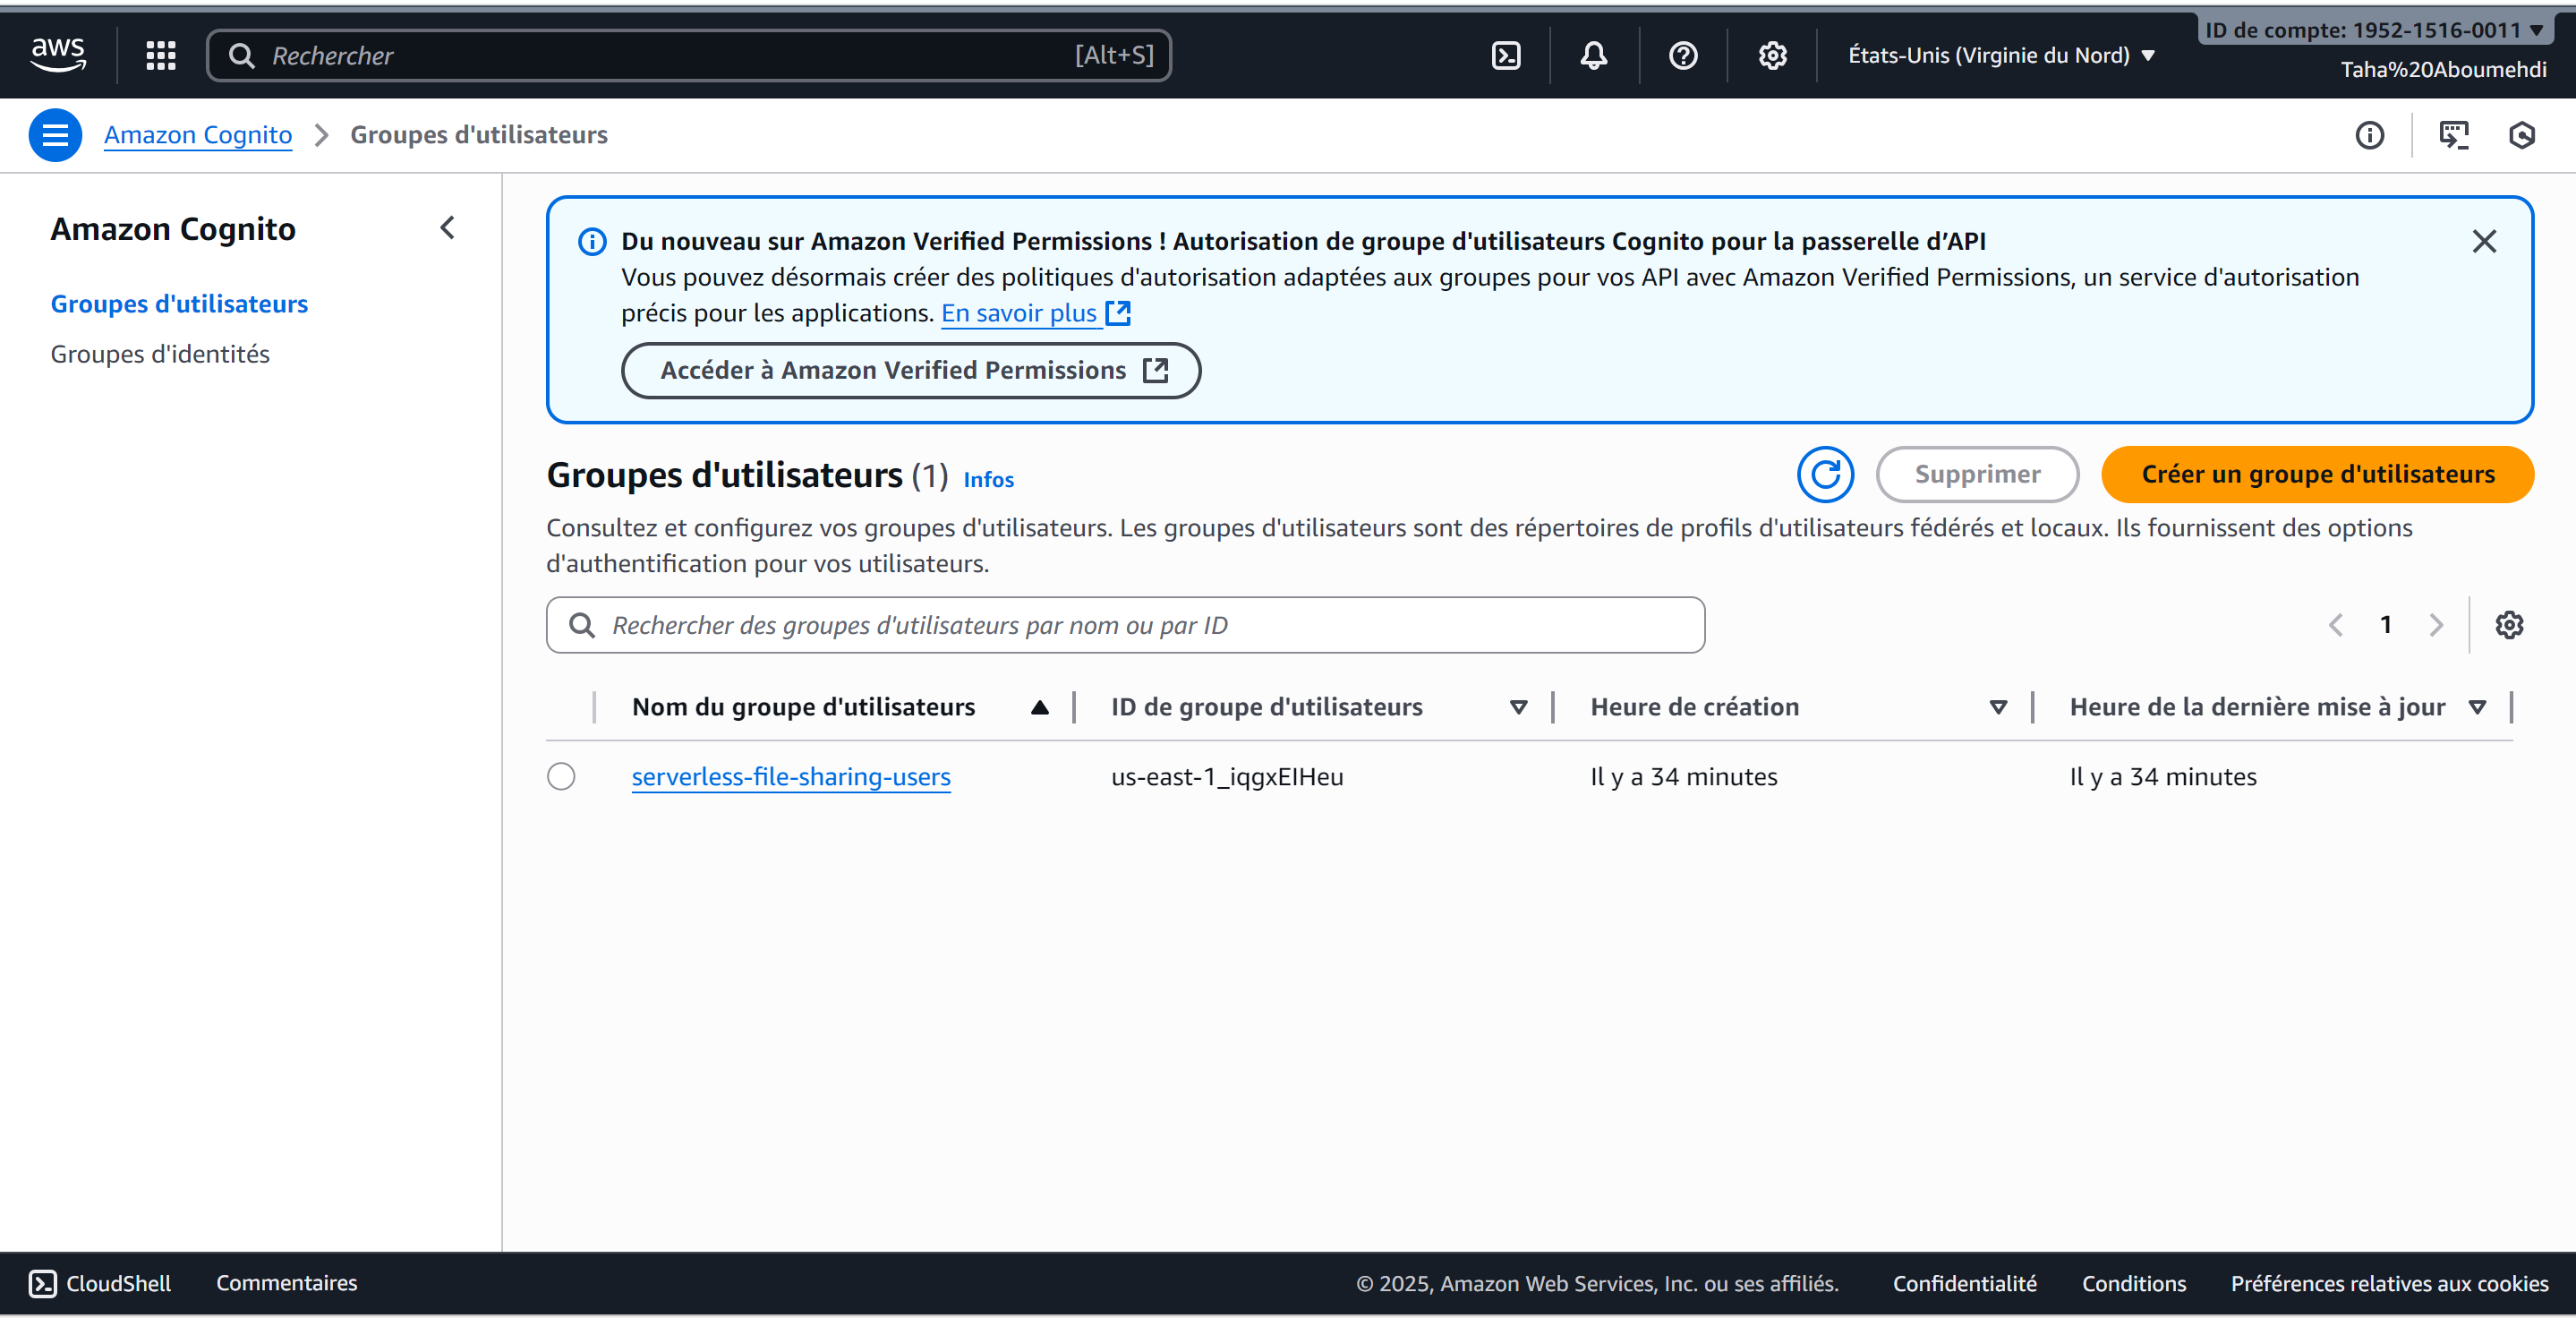 aws
Rechercher [Alt+S]
États-Unis (Virginie du Nord)
ID de compte: 1952-1516-0011
Taha%20Aboumehdi
Amazon Cognito
Groupes d'utilisateurs
Amazon Cognito
Groupes d'utilisateurs
Groupes d'identités
Du nouveau sur Amazon Verified Permissions ! Autorisation de groupe d'utilisateurs Cognito pour la passerelle d’API
Vous pouvez désormais créer des politiques d'autorisation adaptées aux groupes pour vos API avec Amazon Verified Permissions, un service d'autorisation
précis pour les applications. En savoir plus
Accéder à Amazon Verified Permissions
Groupes d'utilisateurs (1) Infos
Supprimer
Créer un groupe d'utilisateurs
Consultez et configurez vos groupes d'utilisateurs. Les groupes d'utilisateurs sont des répertoires de profils d'utilisateurs fédérés et locaux. Ils fournissent des options
d'authentification pour vos utilisateurs.
Rechercher des groupes d'utilisateurs par nom ou par ID
1
Nom du groupe d'utilisateurs ID de groupe d'utilisateurs Heure de création Heure de la dernière mise à jour
serverless-file-sharing-users us-east-1_iqgxEIHeu Il y a 34 minutes Il y a 34 minutes
CloudShell Commentaires © 2025, Amazon Web Services, Inc. ou ses affiliés. Confidentialité Conditions Préférences relatives aux cookies